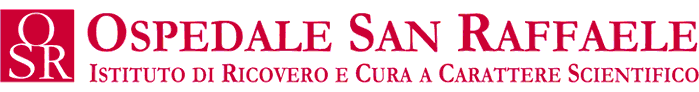 OSR
OSPEDALE SAN RAFFAELE
ISTITUTO DI RICOVERO E CURA A CARATTERE SCIENTIFICO